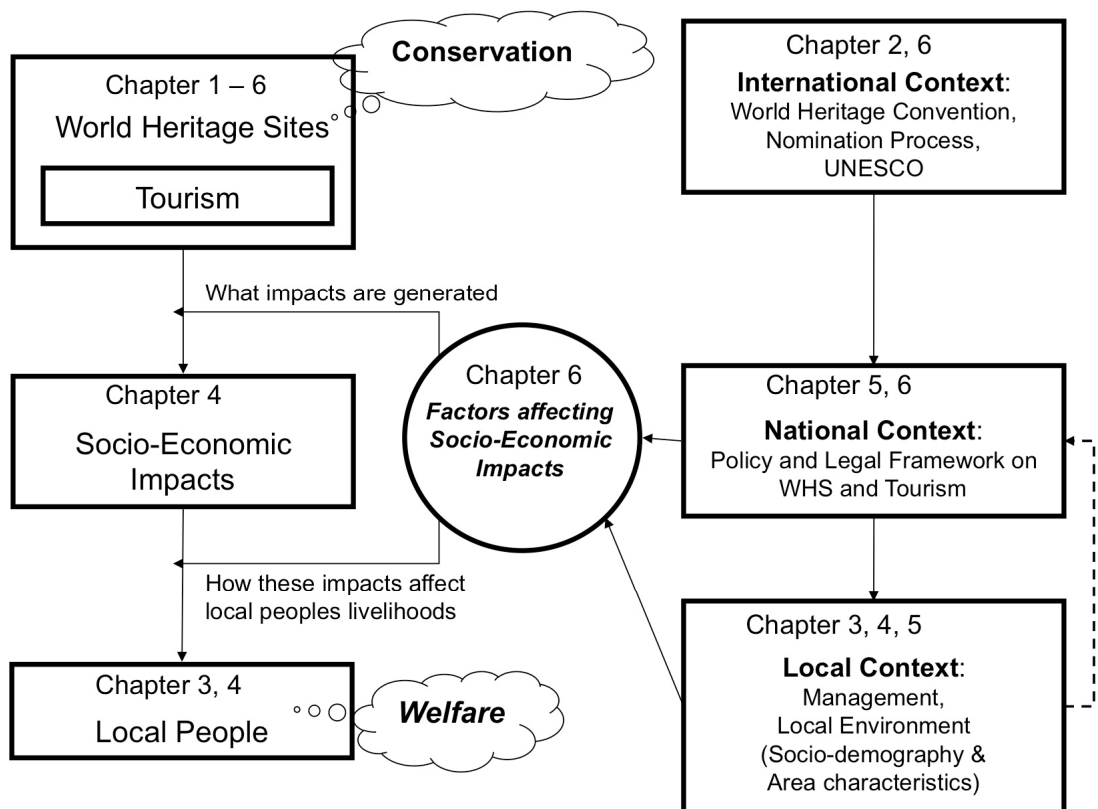 Conservation
Chapter 1 – 6
World Heritage Sites
Tourism
What impacts are generated
Chapter 4
Socio-Economic
Impacts
How these impacts affect
local peoples livelihoods
Chapter 3, 4
Local People
Welfare
Chapter 6
Factors affecting
Socio-Economic
Impacts
Chapter 2, 6
International Context:
World Heritage Convention,
Nomination Process,
UNESCO
Chapter 5, 6
National Context:
Policy and Legal Framework on
WHS and Tourism
Chapter 3, 4, 5
Local Context:
Management,
Local Environment
(Socio-demography &
Area characteristics)